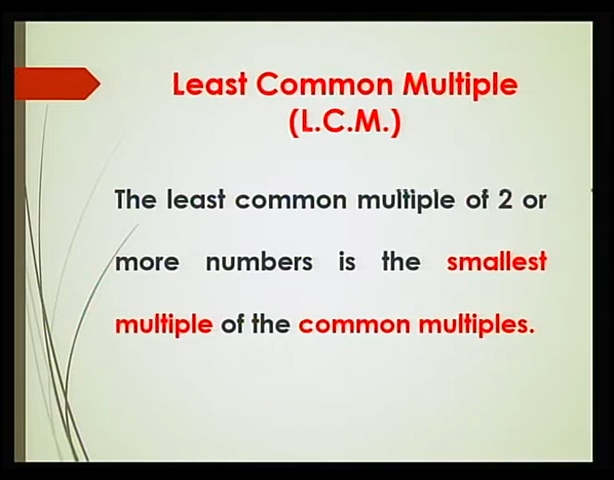 Least Common Multiple
(L.C.M.)
The least common multiple of 2 or
more numbers is the smallest
multiple of the common multiples.